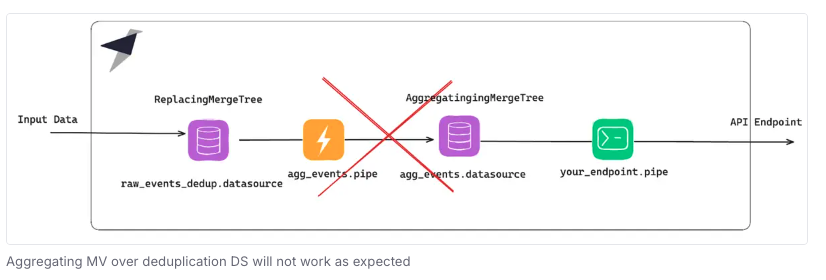 ReplacingMergeTree
AggregatingingMergeTree
Input Data
API Endpoint
raw_events_dedup.datasource
agg_events.pipe
agg_events.datasource
your_endpoint.pipe
Aggregating MV over deduplication DS will not work as expected